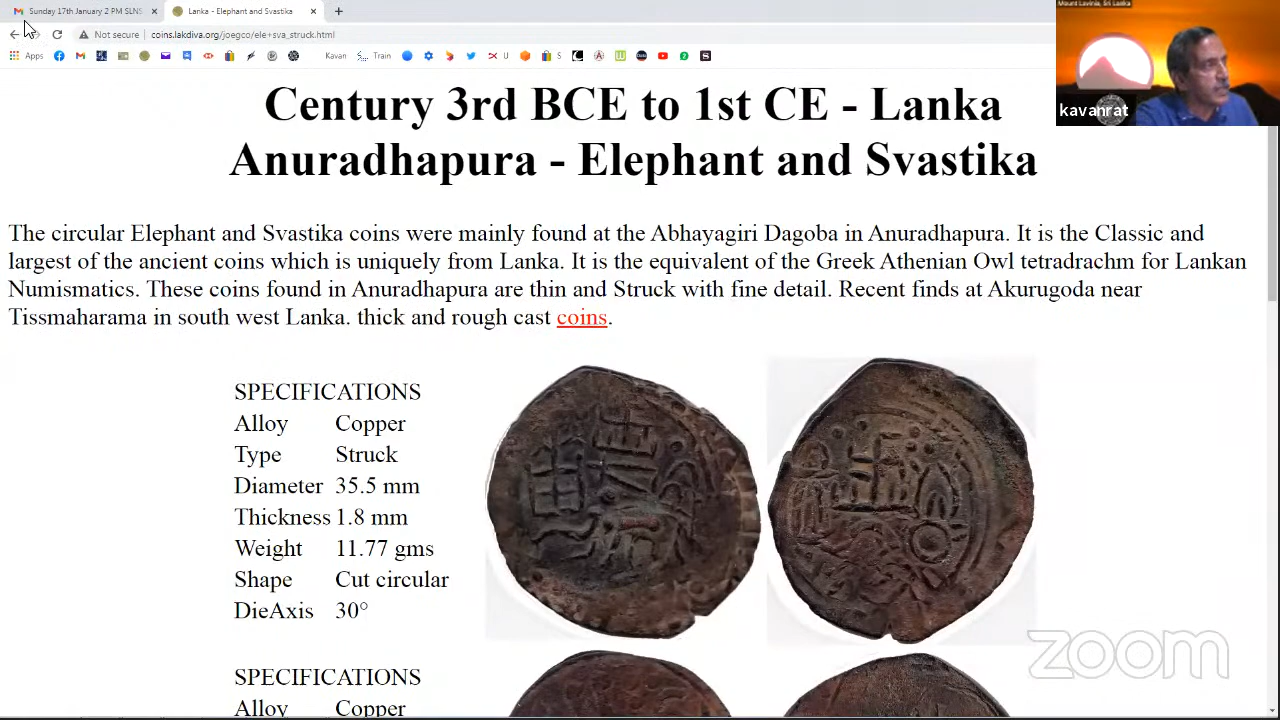 Sunday 17th January 2 PM SLNS
Lanka - Elephant and Svastika
Not secure
coins.lakdiva.org/joegco/ele+sva_struck.html
Apps
Kavan
Train
U
S
Mount Lavinia, Sri Lanka
kavanrat
Century 3rd BCE to 1st CE - Lanka
Anuradhapura - Elephant and Svastika
The circular Elephant and Svastika coins were mainly found at the Abhayagiri Dagoba in Anuradhapura. It is the Classic and
largest of the ancient coins which is uniquely from Lanka. It is the equivalent of the Greek Athenian Owl tetradrachm for Lankan
Numismatics. These coins found in Anuradhapura are thin and Struck with fine detail. Recent finds at Akurugoda near
Tissmaharama in south west Lanka. thick and rough cast coins.
SPECIFICATIONS
Alloy Copper
Type Struck
Diameter 35.5 mm
Thickness 1.8 mm
Weight 11.77 gms
Shape Cut circular
DieAxis 30°
SPECIFICATIONS
Alloy Copper
zoom